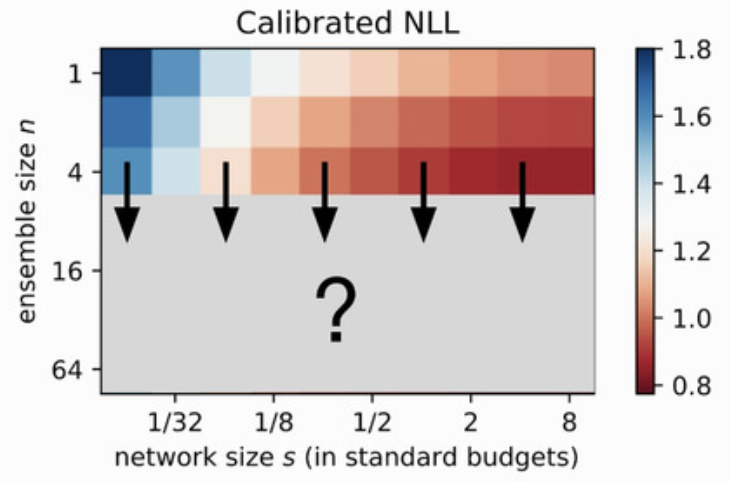 Calibrated NLL
1
4
16
64
ensemble size n
?
1/32 1/8 1/2 2 8
network size s (in standard budgets)
1.8
1.6
1.4
1.2
1.0
0.8